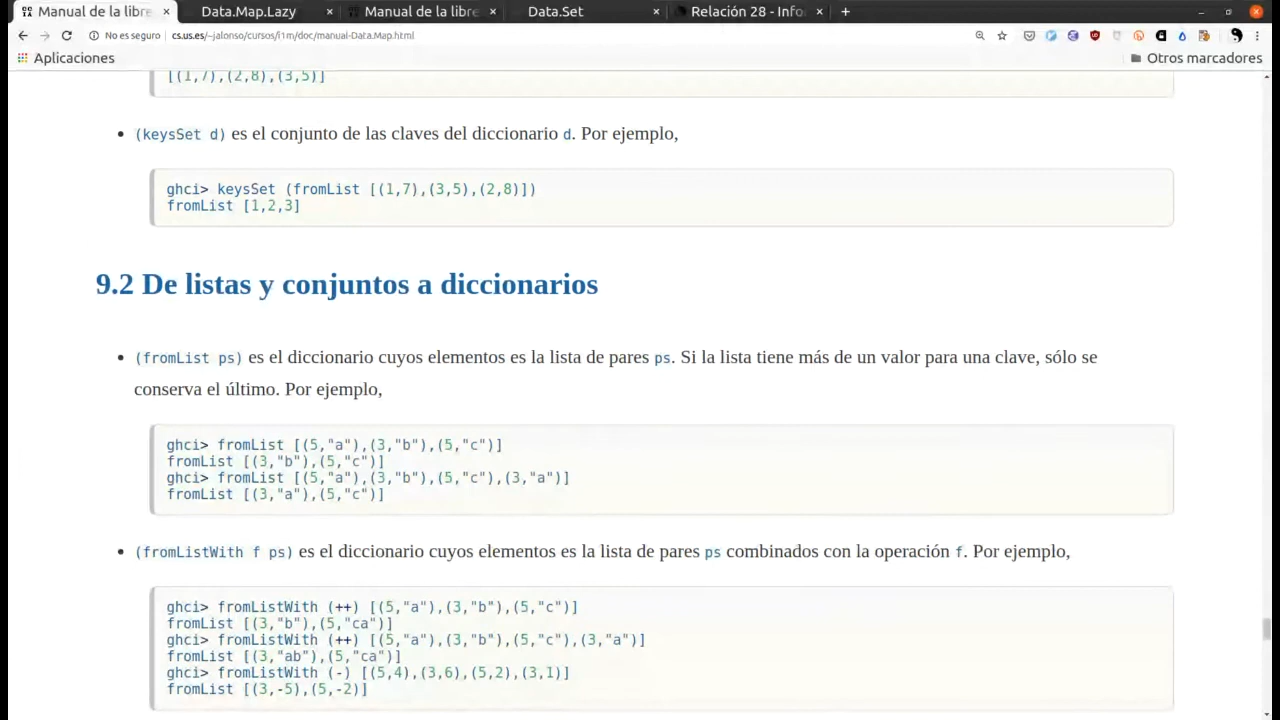 Manual de la libre × Data.Map.Lazy × Manual de la libre × Data.Set × Relación 28 - Info × +
No es seguro | cs.us.es/~jalonso/cursos/i1m/doc/manual-Data.Map.html
Aplicaciones Otros marcadores
[(1,7),(2,8),(3,5)]
• (keysSet d) es el conjunto de las claves del diccionario d. Por ejemplo,
ghci> keysSet (fromList [(1,7),(3,5),(2,8)])
fromList [1,2,3]
9.2 De listas y conjuntos a diccionarios
• (fromList ps) es el diccionario cuyos elementos es la lista de pares ps. Si la lista tiene más de un valor para una clave, sólo se
conserva el último. Por ejemplo,
ghci> fromList [(5,"a"),(3,"b"),(5,"c")]
fromList [(3,"b"),(5,"c")]
ghci> fromList [(5,"a"),(3,"b"),(5,"c"),(3,"a")]
fromList [(3,"a"),(5,"c")]
• (fromListWith f ps) es el diccionario cuyos elementos es la lista de pares ps combinados con la operación f. Por ejemplo,
ghci> fromListWith (++) [(5,"a"),(3,"b"),(5,"c")]
fromList [(3,"b"),(5,"ca")]
ghci> fromListWith (++) [(5,"a"),(3,"b"),(5,"c"),(3,"a")]
fromList [(3,"ab"),(5,"ca")]
ghci> fromListWith (-) [(5,4),(3,6),(5,2),(3,1)]
fromList [(3,-5),(5,-2)]